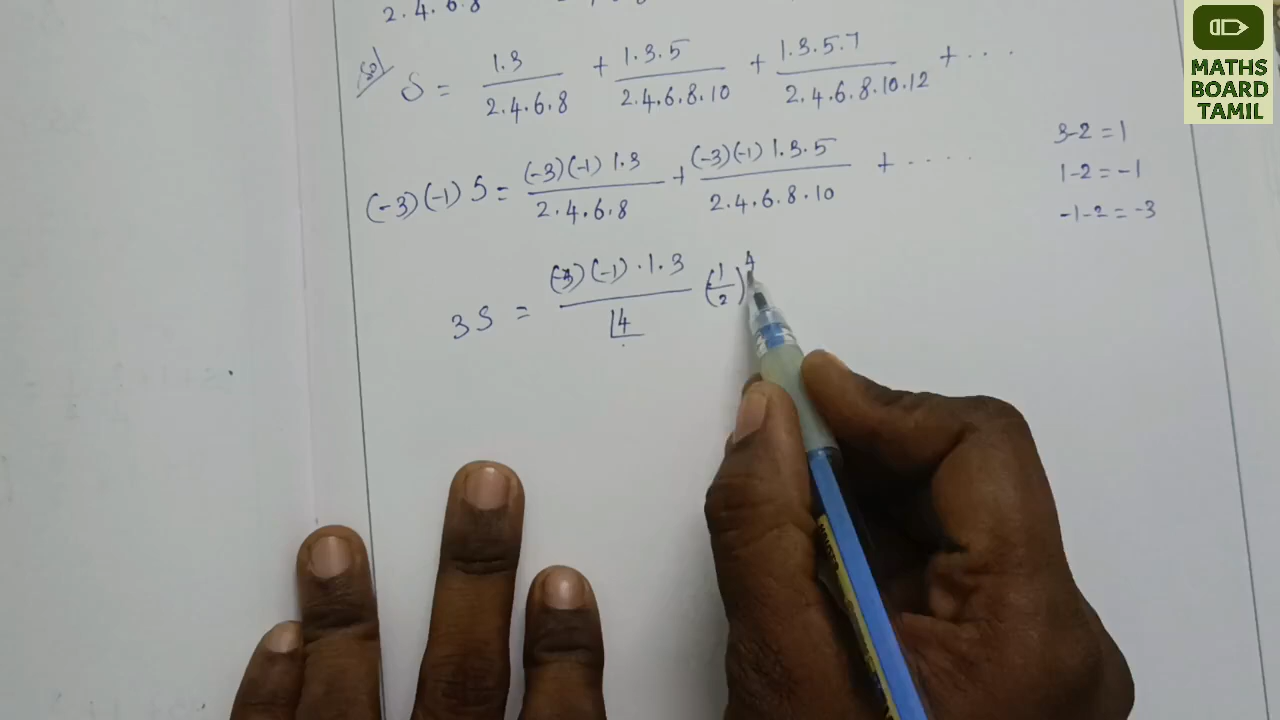 2.4.6.8
Sol S = 1.3/2.4.6.8 + 1.3.5/2.4.6.8.10 + 1.3.5.7/2.4.6.8.10.12 + ....
(-3)(-1) S = (-3)(-1) 1.3/2.4.6.8 + (-3)(-1) 1.3.5/2.4.6.8.10 + ....
3-2 = 1
1-2 = -1
-1-2 = -3
3S = (-3)(-1).1.3/⌊4 (1/2)^4
MATHS
BOARD
TAMIL